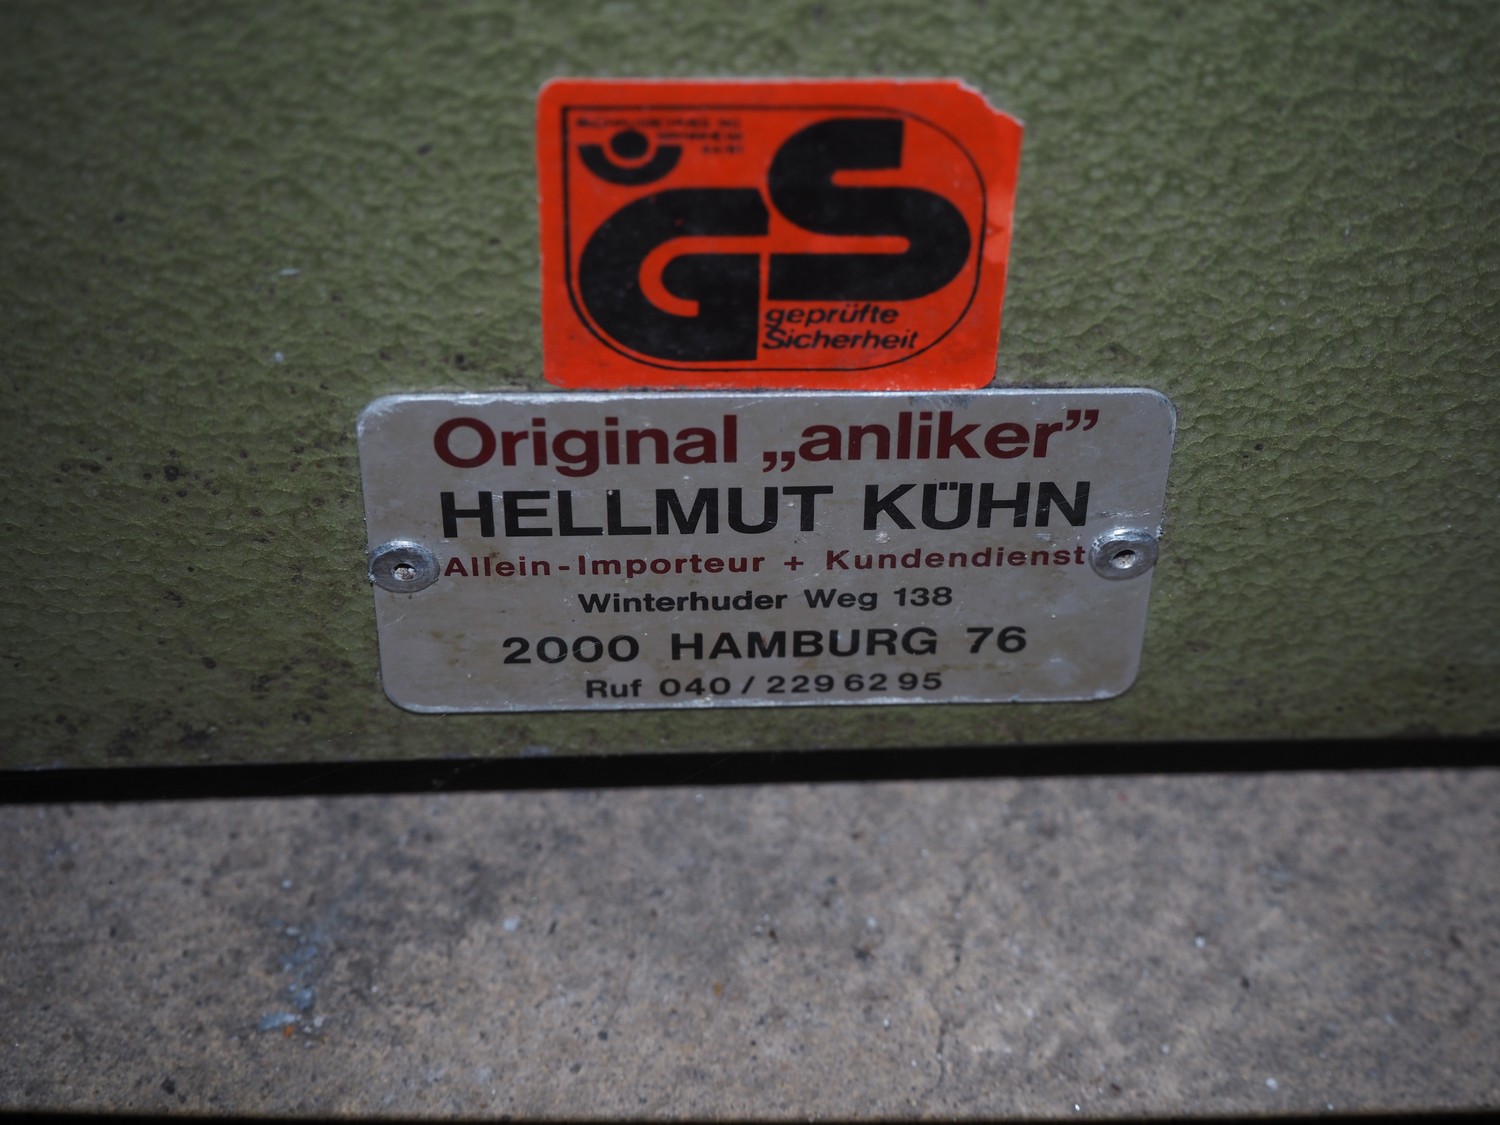 GS
geprüfte
Sicherheit
Original „anliker”
HELLMUT KÜHN
Allein-Importeur + Kundendienst
Winterhuder Weg 138
2000 HAMBURG 76
Ruf 040 / 229 62 95